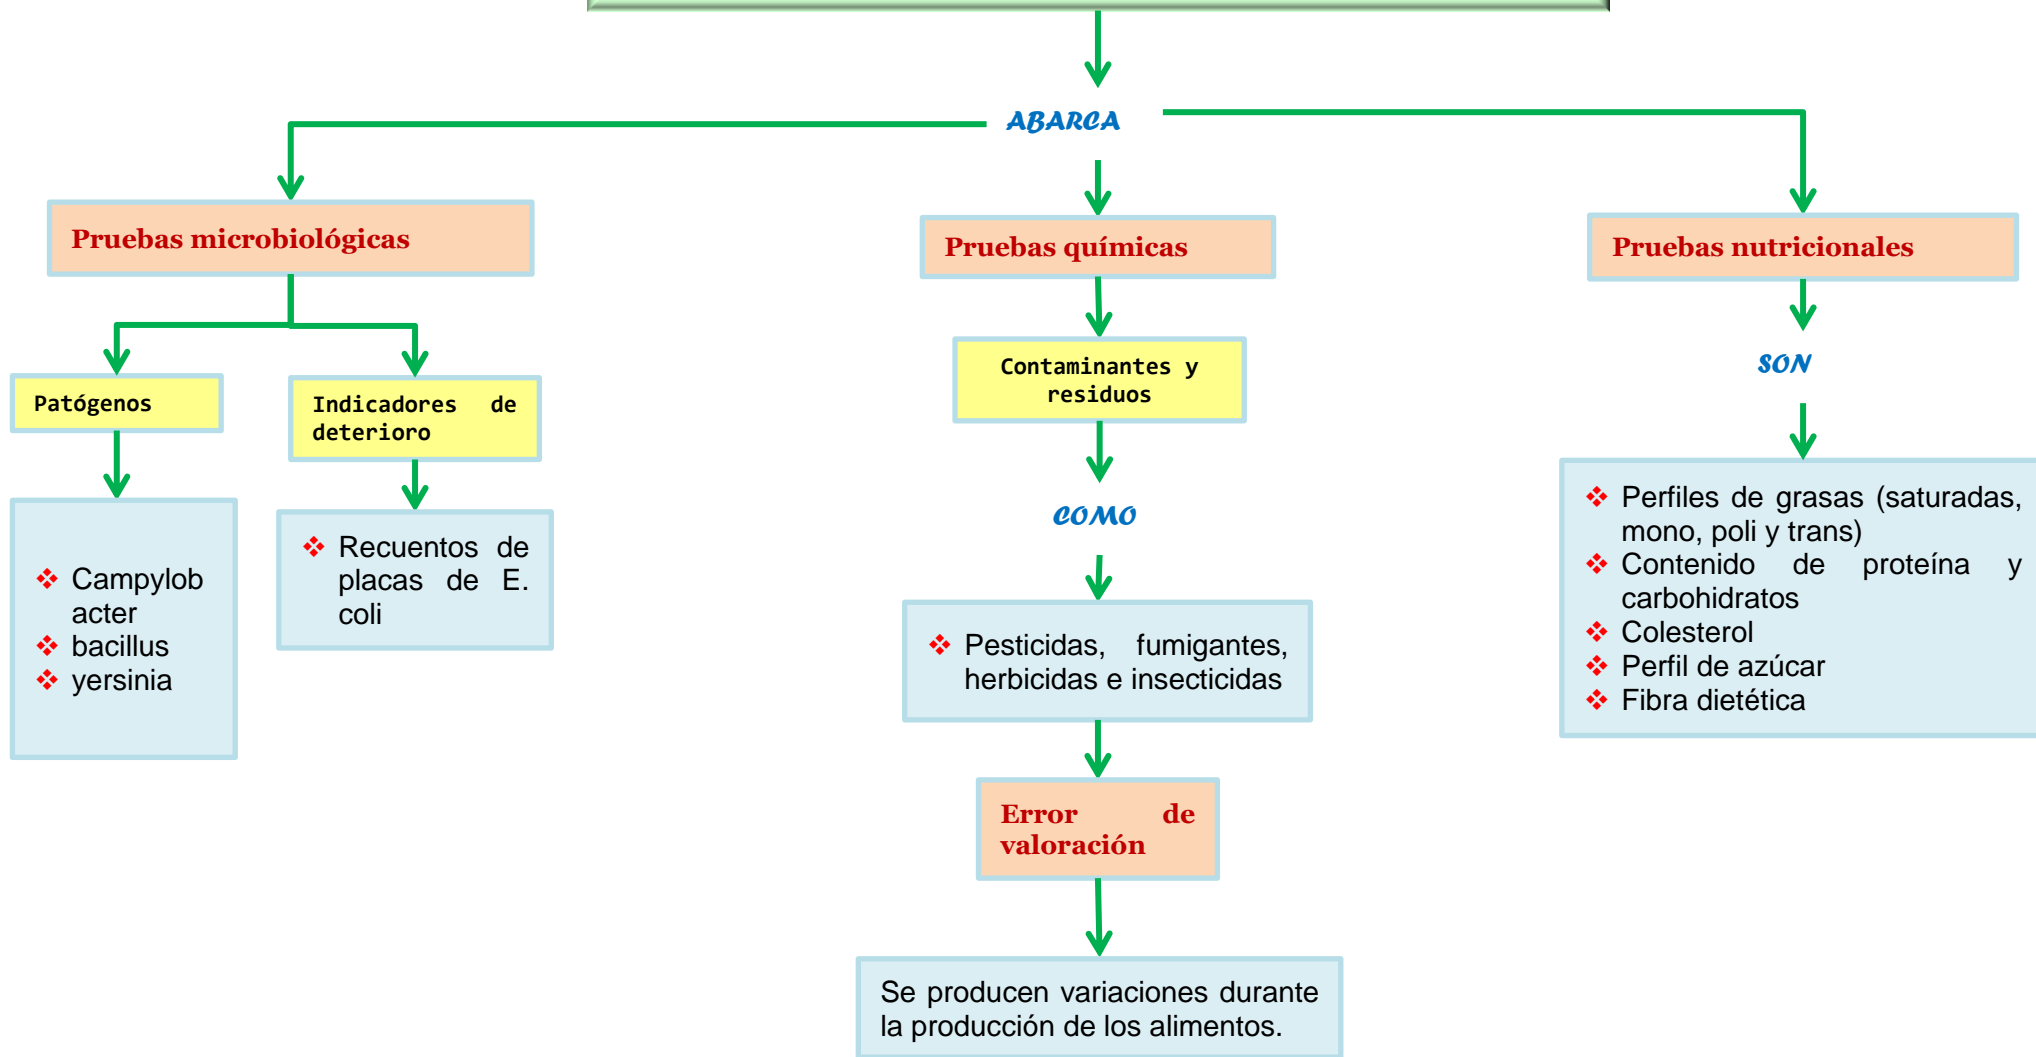 ABARCA
Pruebas microbiológicas
Pruebas químicas
Pruebas nutricionales
Patógenos
Indicadores de
deterioro
Contaminantes y
residuos
SON
Campylob
acter
bacillus
yersinia
Recuentos de
placas de E.
coli
COMO
Pesticidas, fumigantes,
herbicidas e insecticidas
Perfiles de grasas (saturadas,
mono, poli y trans)
Contenido de proteína y
carbohidratos
Colesterol
Perfil de azúcar
Fibra dietética
Error de
valoración
Se producen variaciones durante
la producción de los alimentos.